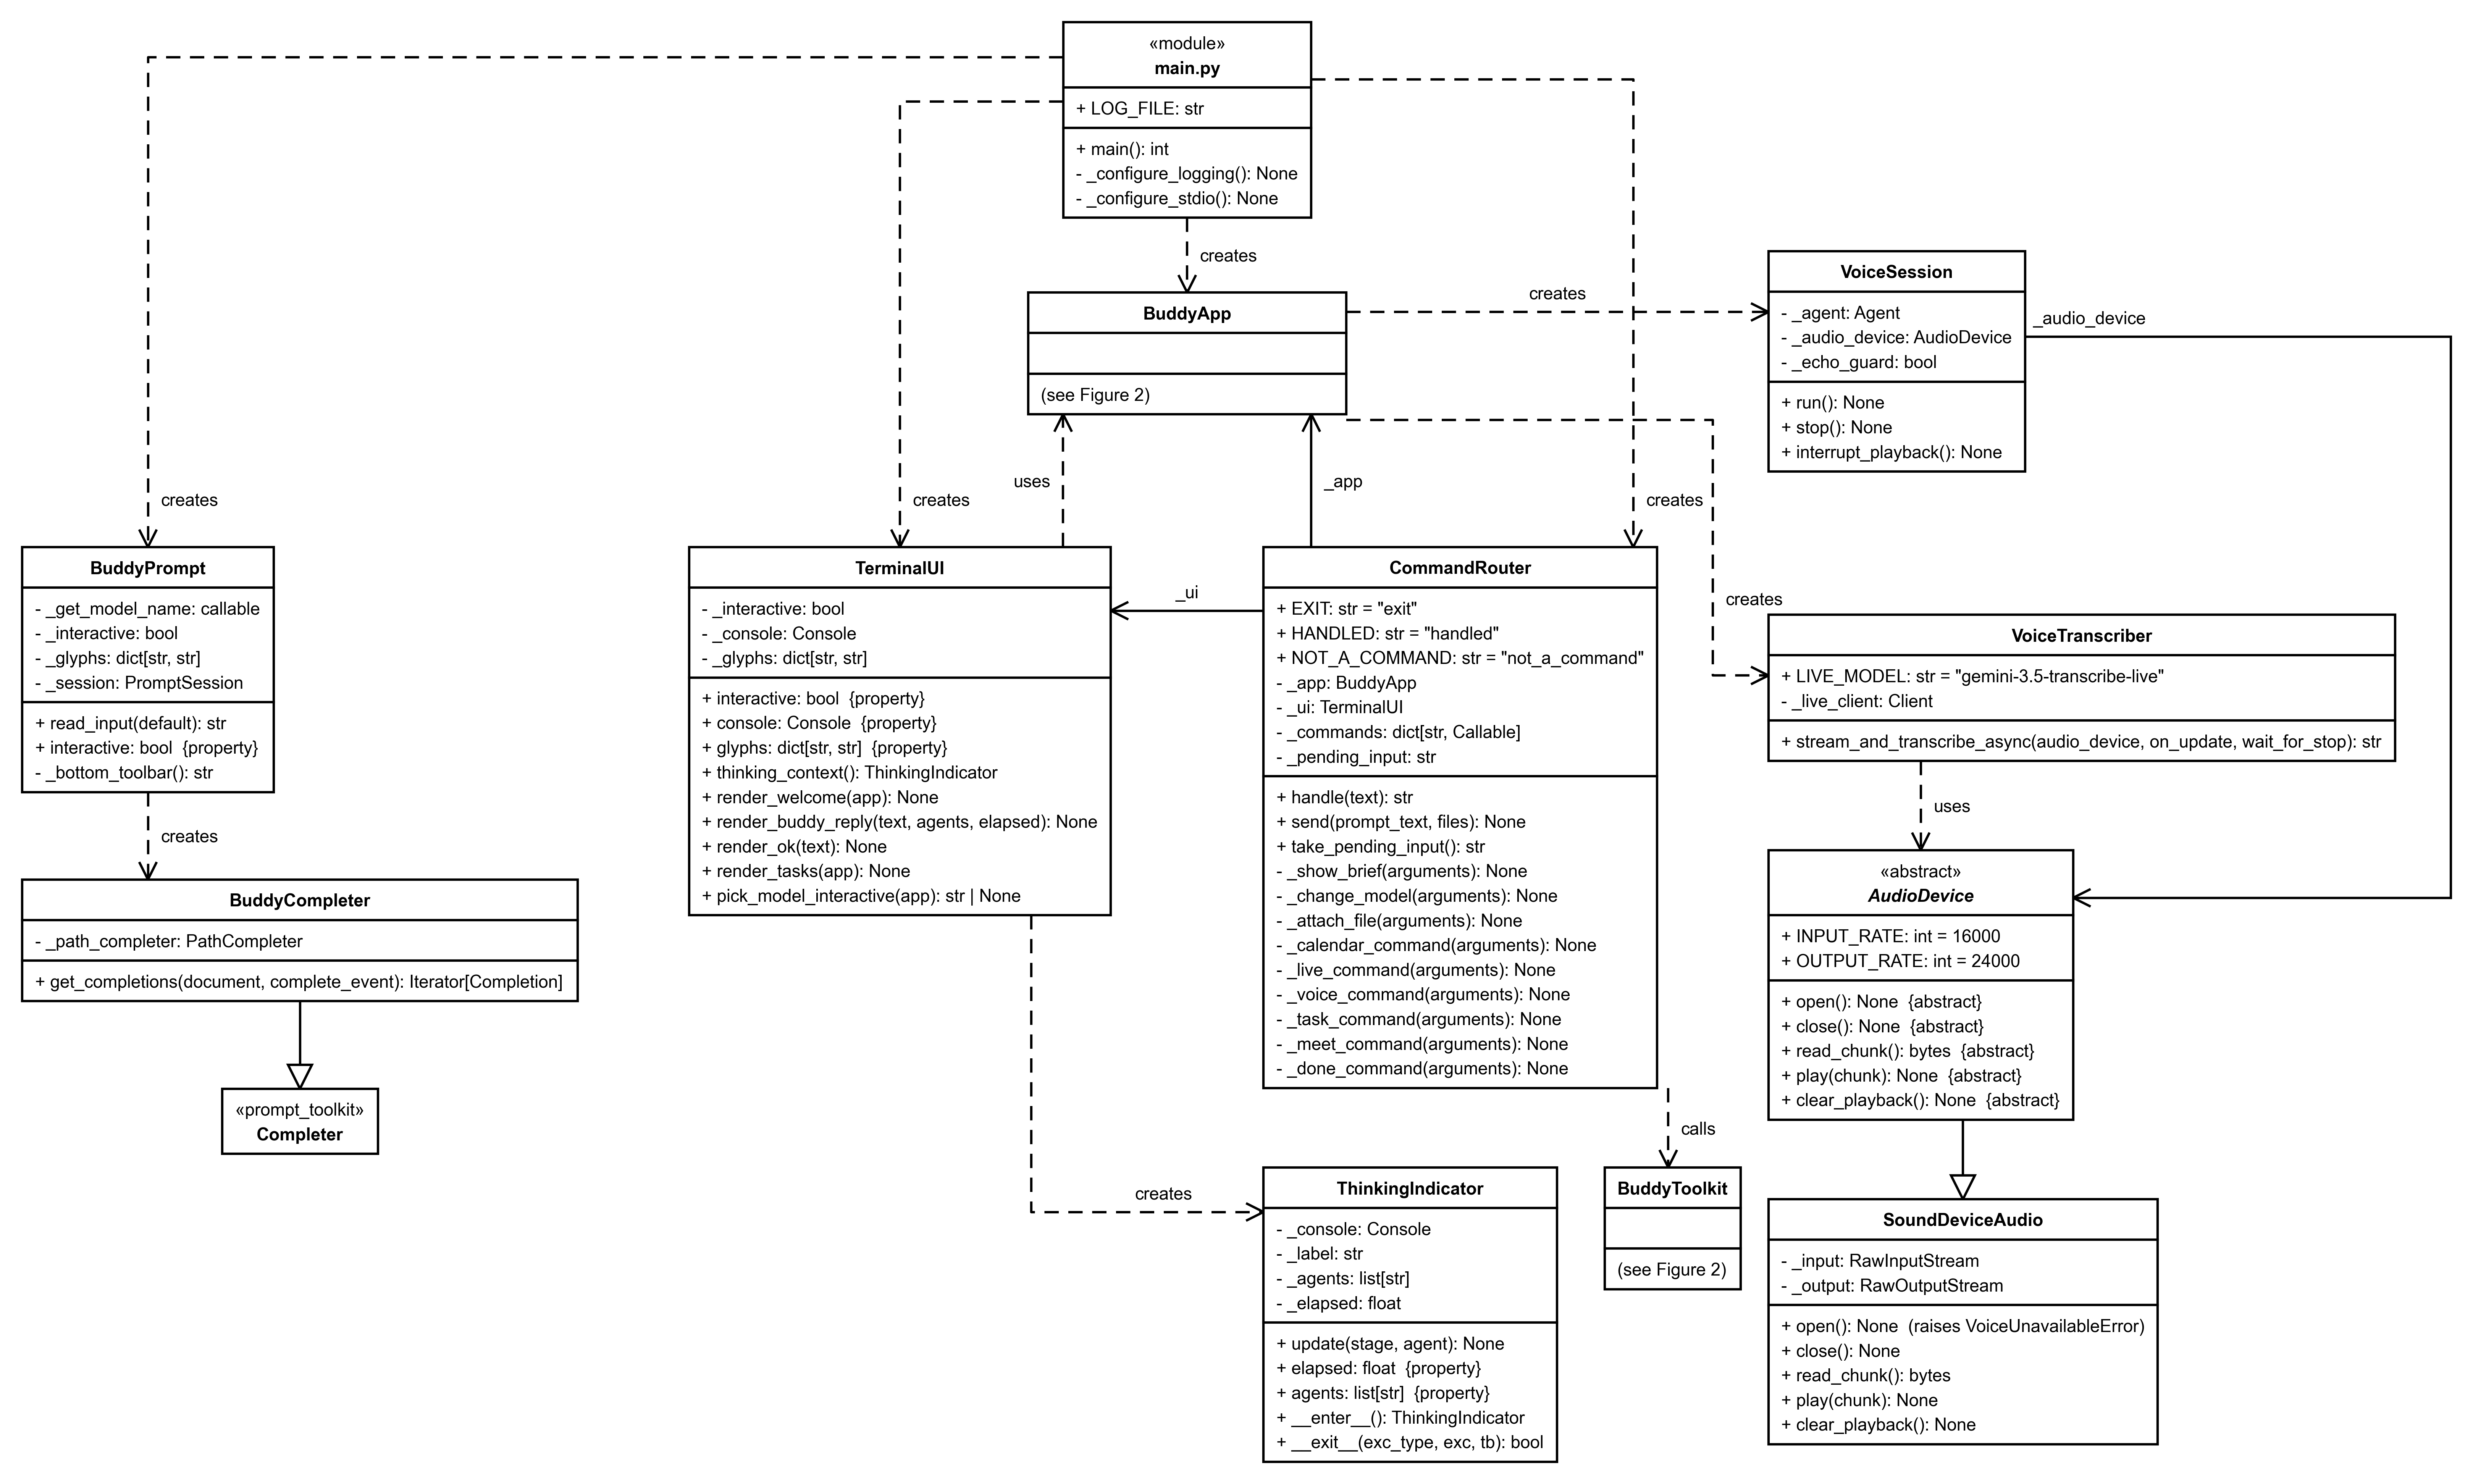 «module»
main.py
+ LOG_FILE: str
+ main(): int
- _configure_logging(): None
- _configure_stdio(): None
creates
BuddyApp
(see Figure 2)
creates
VoiceSession
- _agent: Agent
- _audio_device: AudioDevice
- _echo_guard: bool
+ run(): None
+ stop(): None
+ interrupt_playback(): None
_audio_device
creates
creates
uses
_app
creates
creates
BuddyPrompt
- _get_model_name: callable
- _interactive: bool
- _glyphs: dict[str, str]
- _session: PromptSession
+ read_input(default): str
+ interactive: bool {property}
- _bottom_toolbar(): str
creates
BuddyCompleter
- _path_completer: PathCompleter
+ get_completions(document, complete_event): Iterator[Completion]
«prompt_toolkit»
Completer
TerminalUI
- _interactive: bool
- _console: Console
- _glyphs: dict[str, str]
+ interactive: bool {property}
+ console: Console {property}
+ glyphs: dict[str, str] {property}
+ thinking_context(): ThinkingIndicator
+ render_welcome(app): None
+ render_buddy_reply(text, agents, elapsed): None
+ render_ok(text): None
+ render_tasks(app): None
+ pick_model_interactive(app): str | None
_ui
CommandRouter
+ EXIT: str = "exit"
+ HANDLED: str = "handled"
+ NOT_A_COMMAND: str = "not_a_command"
- _app: BuddyApp
- _ui: TerminalUI
- _commands: dict[str, Callable]
- _pending_input: str
+ handle(text): str
+ send(prompt_text, files): None
+ take_pending_input(): str
- _show_brief(arguments): None
- _change_model(arguments): None
- _attach_file(arguments): None
- _calendar_command(arguments): None
- _live_command(arguments): None
- _voice_command(arguments): None
- _task_command(arguments): None
- _meet_command(arguments): None
- _done_command(arguments): None
VoiceTranscriber
+ LIVE_MODEL: str = "gemini-3.5-transcribe-live"
- _live_client: Client
+ stream_and_transcribe_async(audio_device, on_update, wait_for_stop): str
uses
«abstract»
AudioDevice
+ INPUT_RATE: int = 16000
+ OUTPUT_RATE: int = 24000
+ open(): None {abstract}
+ close(): None {abstract}
+ read_chunk(): bytes {abstract}
+ play(chunk): None {abstract}
+ clear_playback(): None {abstract}
calls
creates
ThinkingIndicator
- _console: Console
- _label: str
- _agents: list[str]
- _elapsed: float
+ update(stage, agent): None
+ elapsed: float {property}
+ agents: list[str] {property}
+ __enter__(): ThinkingIndicator
+ __exit__(exc_type, exc, tb): bool
BuddyToolkit
(see Figure 2)
SoundDeviceAudio
- _input: RawInputStream
- _output: RawOutputStream
+ open(): None (raises VoiceUnavailableError)
+ close(): None
+ read_chunk(): bytes
+ play(chunk): None
+ clear_playback(): None